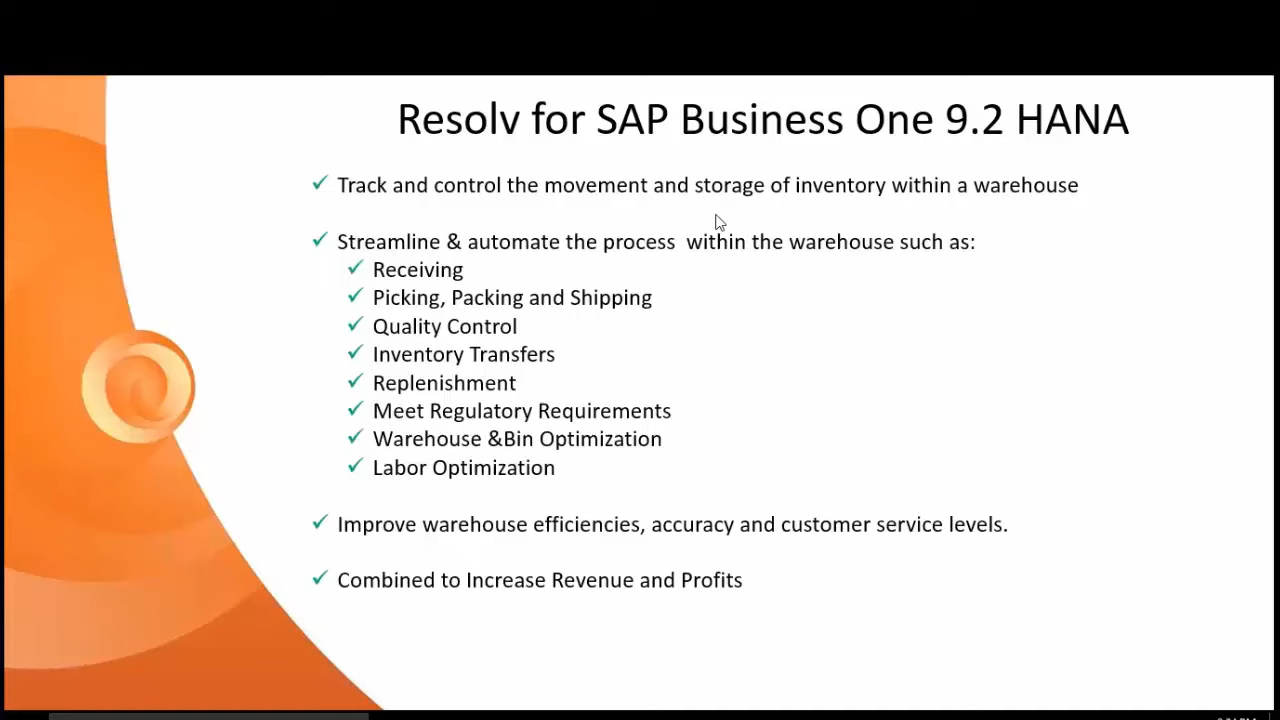 Resolv for SAP Business One 9.2 HANA
Track and control the movement and storage of inventory within a warehouse
Streamline & automate the process  within the warehouse such as:
Receiving
Picking, Packing and Shipping
Quality Control
Inventory Transfers
Replenishment
Meet Regulatory Requirements
Warehouse &Bin Optimization
Labor Optimization
Improve warehouse efficiencies, accuracy and customer service levels.
Combined to Increase Revenue and Profits